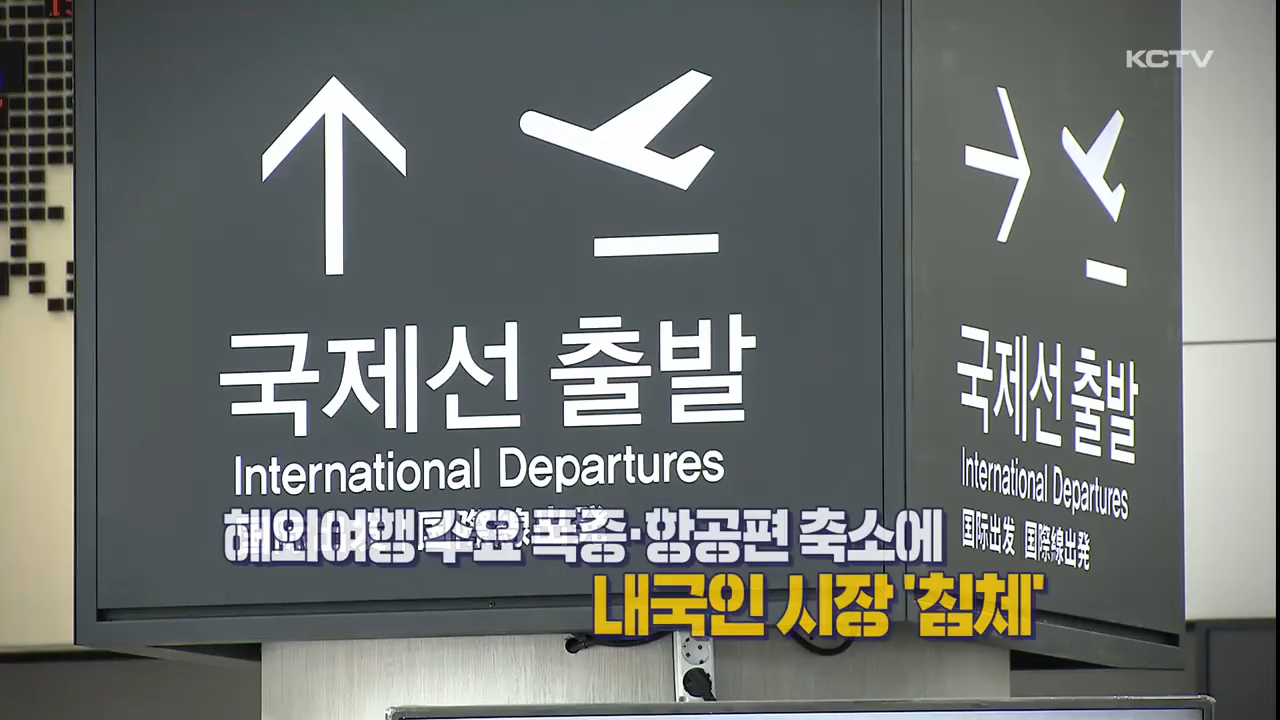 KCTV
국제선 출발
International Departures
해외여행 수요 폭증·항공편 축소에
내국인 시장 '침체'
국제선 출발
International Departures
国际出发 国際線出発